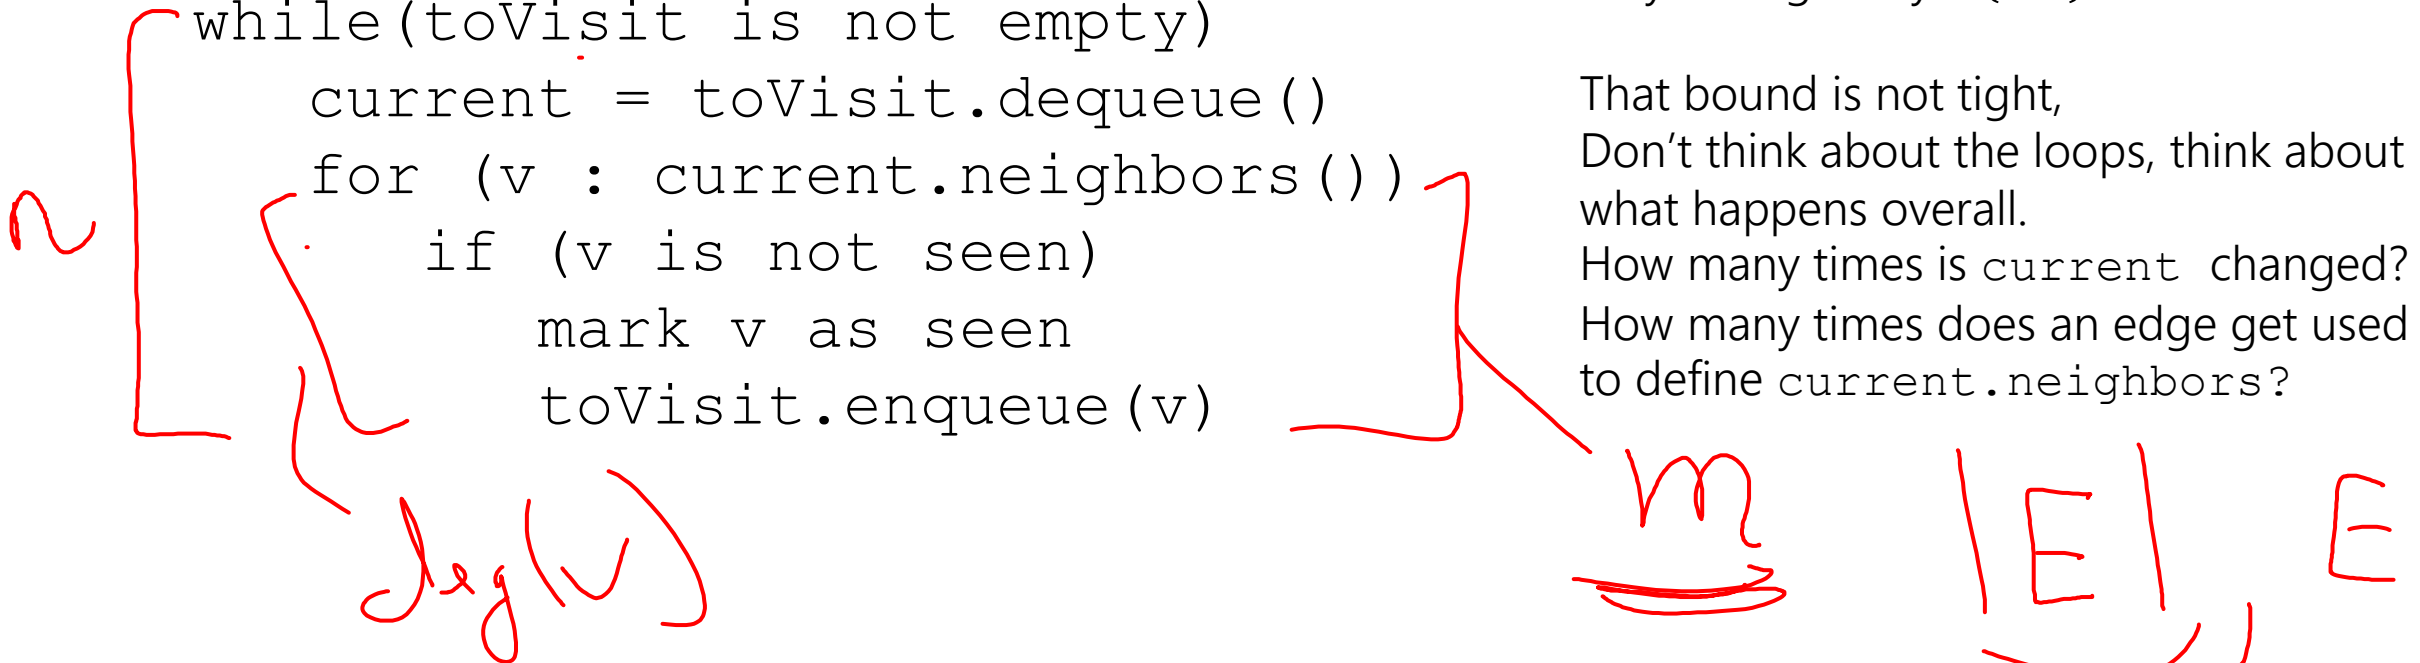 while(toVisit is not empty)
current = toVisit.dequeue()
for (v : current.neighbors())
if (v is not seen)
mark v as seen
toVisit.enqueue(v)
n
deg(v)
That bound is not tight,
Don’t think about the loops, think about
what happens overall.
How many times is current changed?
How many times does an edge get used
to define current.neighbors?
m |E|, E